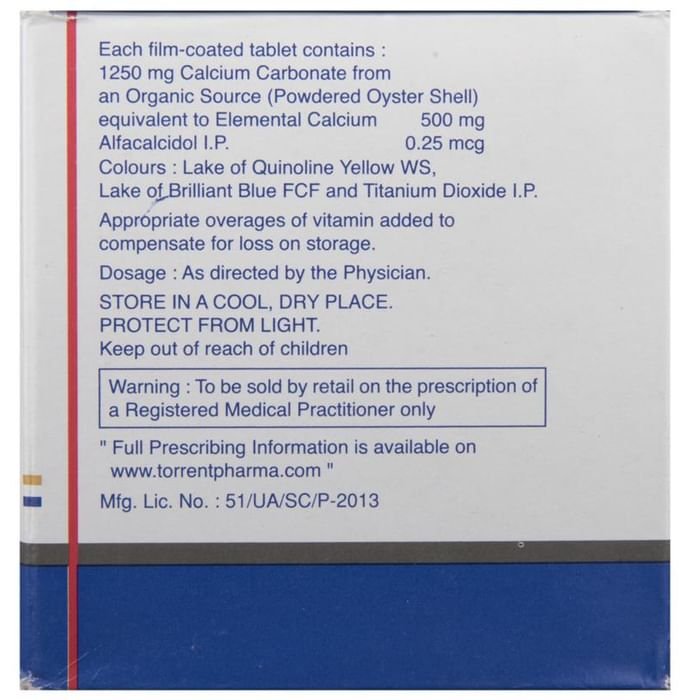 Each film-coated tablet contains :
1250 mg Calcium Carbonate from
an Organic Source (Powdered Oyster Shell)
equivalent to Elemental Calcium 500 mg
Alfacalcidol I.P. 0.25 mcg
Colours : Lake of Quinoline Yellow WS,
Lake of Brilliant Blue FCF and Titanium Dioxide I.P.
Appropriate overages of vitamin added to
compensate for loss on storage.
Dosage : As directed by the Physician.
STORE IN A COOL, DRY PLACE.
PROTECT FROM LIGHT.
Keep out of reach of children
Warning : To be sold by retail on the prescription of
a Registered Medical Practitioner only
" Full Prescribing Information is available on
www.torrentpharma.com "
Mfg. Lic. No. : 51/UA/SC/P-2013